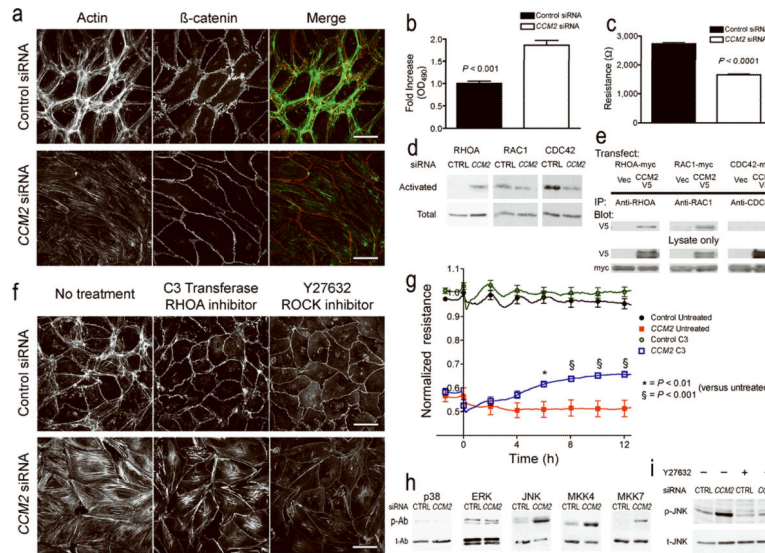 a
Actin
ß-catenin
Merge
Control siRNA
CCM2 siRNA
b
Control siRNA
CCM2 siRNA
Fold Increase
(OD490)
2.0
1.5
1.0
0.5
0.0
P < 0.001
c
Control siRNA
CCM2 siRNA
Resistance (Ω)
3,000
2,000
1,000
0
P < 0.0001
d
RHOA RAC1 CDC42
siRNA CTRL CCM2 CTRL CCM2 CTRL CCM2
Activated
Total
e
Transfect:
RHOA-myc RAC1-myc CDC42-m
Vec CCM2 V5 Vec CCM2 V5 Vec CCM V5
IP: Anti-RHOA Anti-RAC1 Anti-CDC
Blot:
V5
Lysate only
V5
myc
f
No treatment
C3 Transferase
RHOA inhibitor
Y27632
ROCK inhibitor
Control siRNA
CCM2 siRNA
g
Normalized resistance
1.0
0.9
0.8
0.7
0.6
0.5
0 4 8 12
Time (h)
Control Untreated
CCM2 Untreated
Control C3
CCM2 C3
* § § §
* = P < 0.01
(versus untreated
§ = P < 0.001
h
p38 ERK JNK MKK4 MKK7
siRNA CTRL CCM2 CTRL CCM2 CTRL CCM2 CTRL CCM2 CTRL CCM2
p-Ab
t-Ab
i
Y27632 – – +
siRNA CTRL CCM2 CTRL
p-JNK
t-JNK